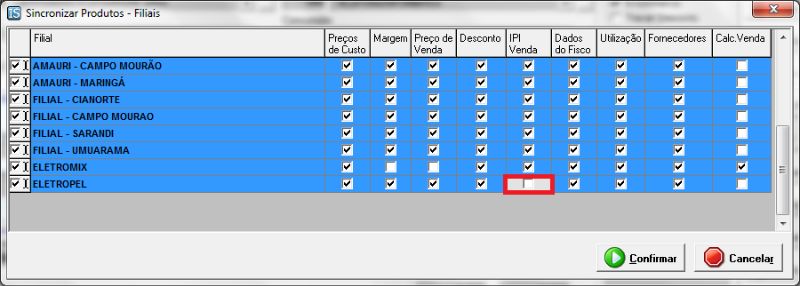 Sincronizar Produtos - Filiais
Filial
Preços de Custo
Margem
Preço de Venda
Desconto
IPI Venda
Dados do Fisco
Utilização
Fornecedores
Calc.Venda
AMAURI - CAMPO MOURÃO
AMAURI - MARINGÁ
FILIAL - CIANORTE
FILIAL - CAMPO MOURAO
FILIAL - SARANDI
FILIAL - UMUARAMA
ELETROMIX
ELETROPEL
Confirmar
Cancelar